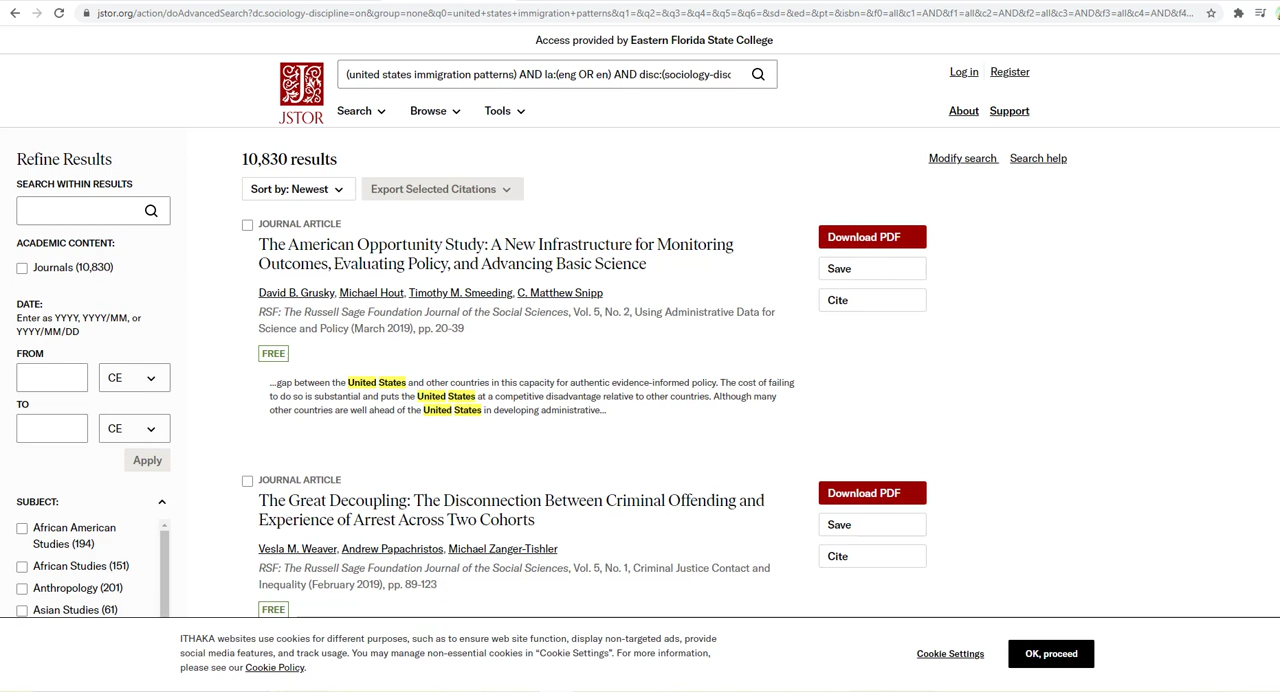 jstor.org/action/doAdvancedSearch?dc.sociology-discipline=on&group=none&q0=united+states+immigration+patterns&q1=&q2=&q3=&q4=&q5=&q6=&sd=&ed=&pt=&isbn=&f0=all&c1=AND&f1=all&c2=AND&f2=all&c3=AND&f3=all&c4=AND&f4...
Access provided by Eastern Florida State College
JSTOR
(united states immigration patterns) AND la:(eng OR en) AND disc:(sociology-disc
Log in Register
Search Browse Tools
About Support
Refine Results
SEARCH WITHIN RESULTS
ACADEMIC CONTENT:
Journals (10,830)
DATE:
Enter as YYYY, YYYY/MM, or
YYYY/MM/DD
FROM
CE
TO
CE
Apply
SUBJECT:
African American
Studies (194)
African Studies (151)
Anthropology (201)
Asian Studies (61)
10,830 results
Modify search Search help
Sort by: Newest Export Selected Citations
JOURNAL ARTICLE
The American Opportunity Study: A New Infrastructure for Monitoring
Outcomes, Evaluating Policy, and Advancing Basic Science
David B. Grusky, Michael Hout, Timothy M. Smeeding, C. Matthew Snipp
RSF: The Russell Sage Foundation Journal of the Social Sciences, Vol. 5, No. 2, Using Administrative Data for
Science and Policy (March 2019), pp. 20-39
FREE
...gap between the United States and other countries in this capacity for authentic evidence-informed policy. The cost of failing
to do so is substantial and puts the United States at a competitive disadvantage relative to other countries. Although many
other countries are well ahead of the United States in developing administrative...
Download PDF
Save
Cite
JOURNAL ARTICLE
The Great Decoupling: The Disconnection Between Criminal Offending and
Experience of Arrest Across Two Cohorts
Vesla M. Weaver, Andrew Papachristos, Michael Zanger-Tishler
RSF: The Russell Sage Foundation Journal of the Social Sciences, Vol. 5, No. 1, Criminal Justice Contact and
Inequality (February 2019), pp. 89-123
FREE
Download PDF
Save
Cite
ITHAKA websites use cookies for different purposes, such as to ensure web site function, display non-targeted ads, provide
social media features, and track usage. You may manage non-essential cookies in “Cookie Settings”. For more information,
please see our Cookie Policy.
Cookie Settings
OK, proceed